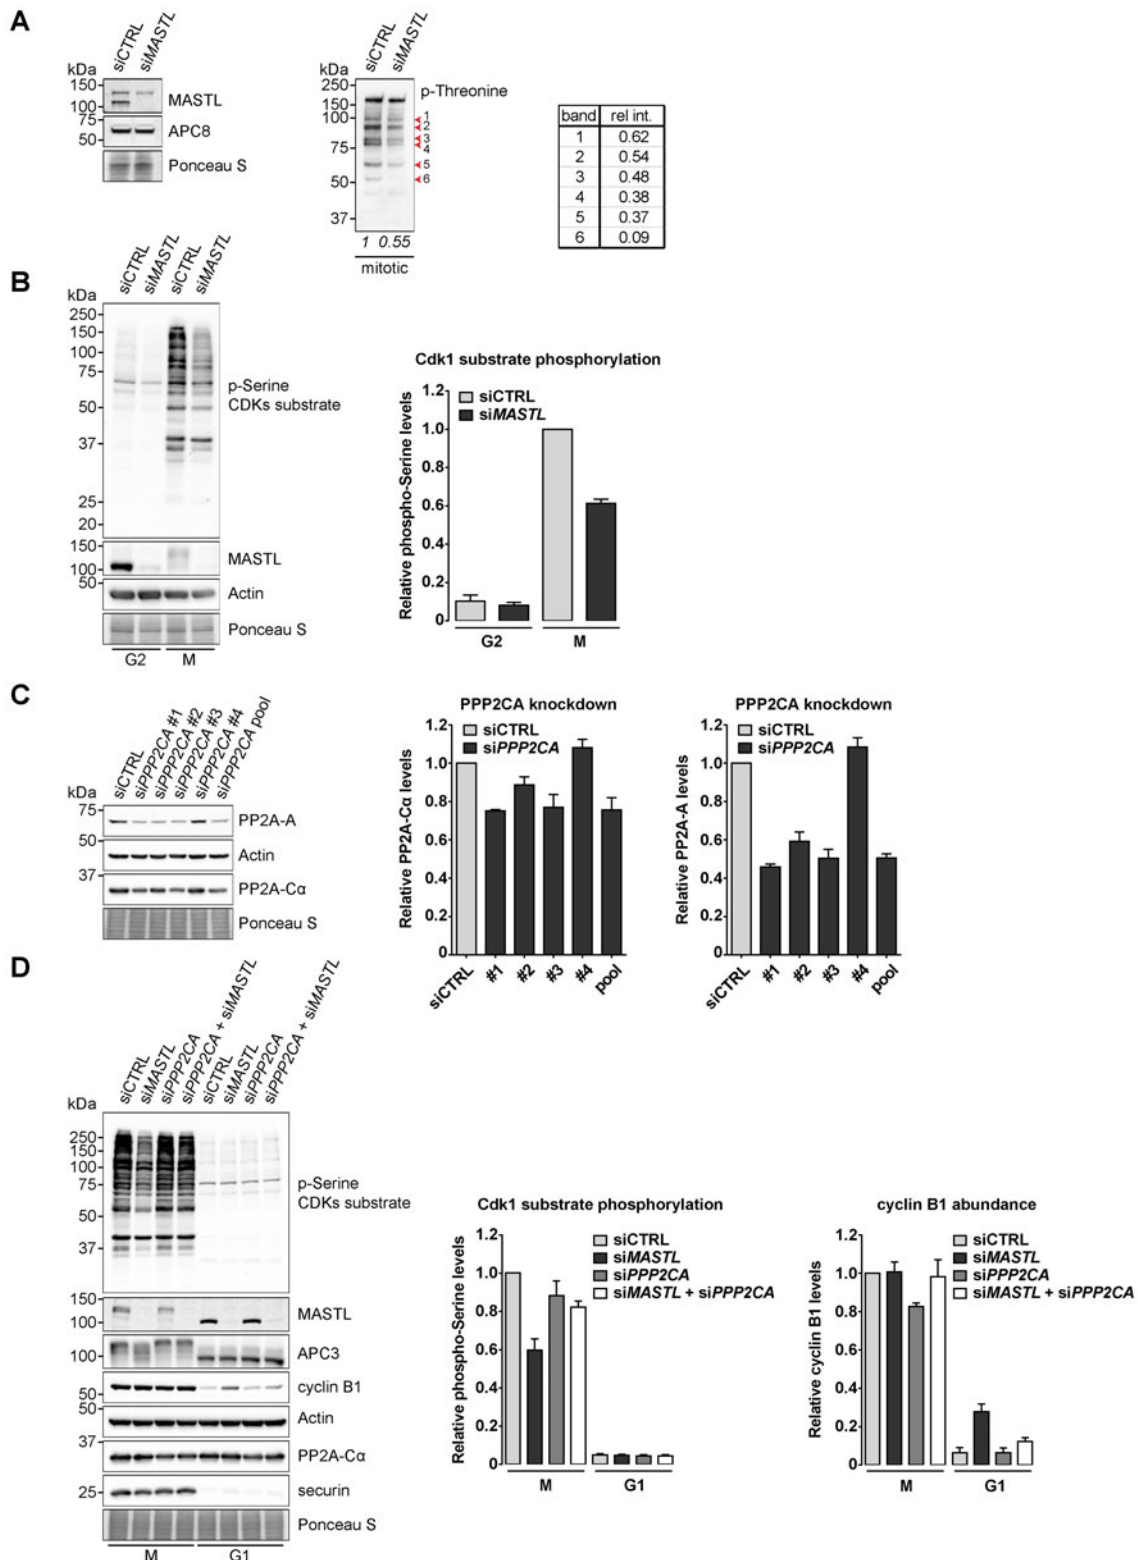 A
siCTRL
siMASTL
kDa
150
100
MASTL
75
50
APC8
Ponceau S
siCTRL
siMASTL
kDa
250
150
100
75
50
37
p-Threonine
1
2
3
4
5
6
1 0.55
mitotic
band rel int.
1 0.62
2 0.54
3 0.48
4 0.38
5 0.37
6 0.09
B
siCTRL
siMASTL
siCTRL
siMASTL
kDa
250
150
100
75
50
37
25
20
p-Serine
CDKs substrate
150
100
MASTL
50
Actin
Ponceau S
G2 M
Cdk1 substrate phosphorylation
siCTRL
siMASTL
Relative phospho-Serine levels
1.2
1.0
0.8
0.6
0.4
0.2
0
G2 M
C
siCTRL
siPPP2CA #1
siPPP2CA #2
siPPP2CA #3
siPPP2CA #4
siPPP2CA pool
kDa
75
PP2A-A
50
Actin
37
PP2A-Cα
Ponceau S
PPP2CA knockdown
siCTRL
siPPP2CA
Relative PP2A-Cα levels
1.2
1.0
0.8
0.6
0.4
0.2
0
siCTRL #1 #2 #3 #4 pool
PPP2CA knockdown
siCTRL
siPPP2CA
Relative PP2A-A levels
1.2
1.0
0.8
0.6
0.4
0.2
0
siCTRL #1 #2 #3 #4 pool
D
siCTRL
siMASTL
siPPP2CA
siPPP2CA + siMASTL
siCTRL
siMASTL
siPPP2CA
siPPP2CA + siMASTL
kDa
250
150
100
75
50
37
p-Serine
CDKs substrate
100
MASTL
100
APC3
50
cyclin B1
50
Actin
37
PP2A-Cα
25
securin
Ponceau S
M G1
Cdk1 substrate phosphorylation
siCTRL
siMASTL
siPPP2CA
siMASTL + siPPP2CA
Relative phospho-Serine levels
1.2
1.0
0.8
0.6
0.4
0.2
0
M G1
cyclin B1 abundance
siCTRL
siMASTL
siPPP2CA
siMASTL + siPPP2CA
Relative cyclin B1 levels
1.2
1.0
0.8
0.6
0.4
0.2
0
M G1